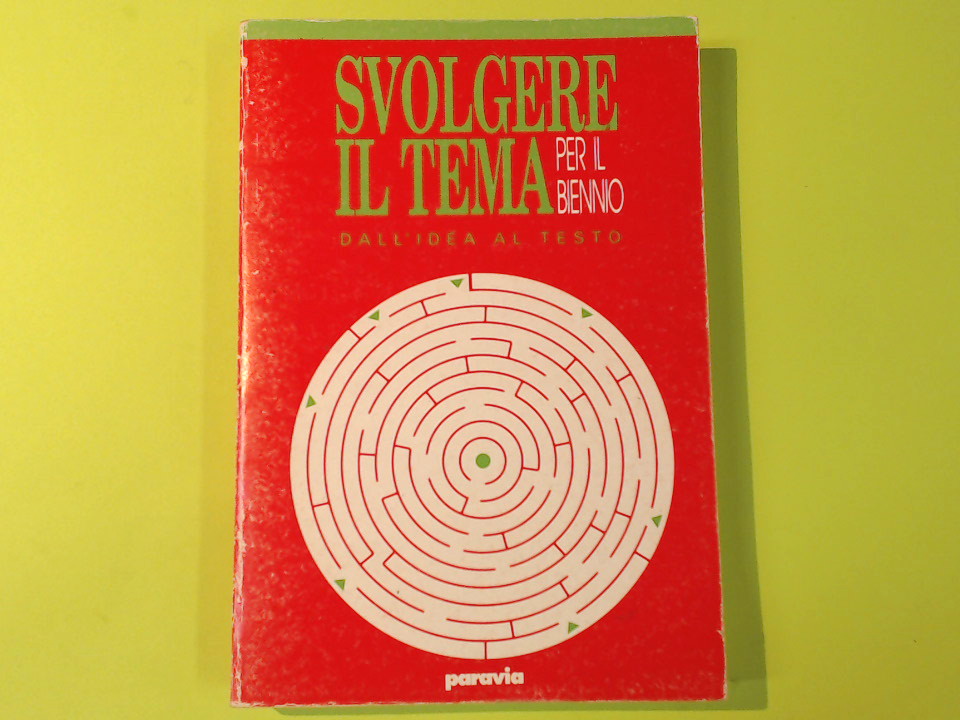 SVOLGERE
IL TEMA
PER IL
BIENNIO
DALL'IDEA AL TESTO
paravia